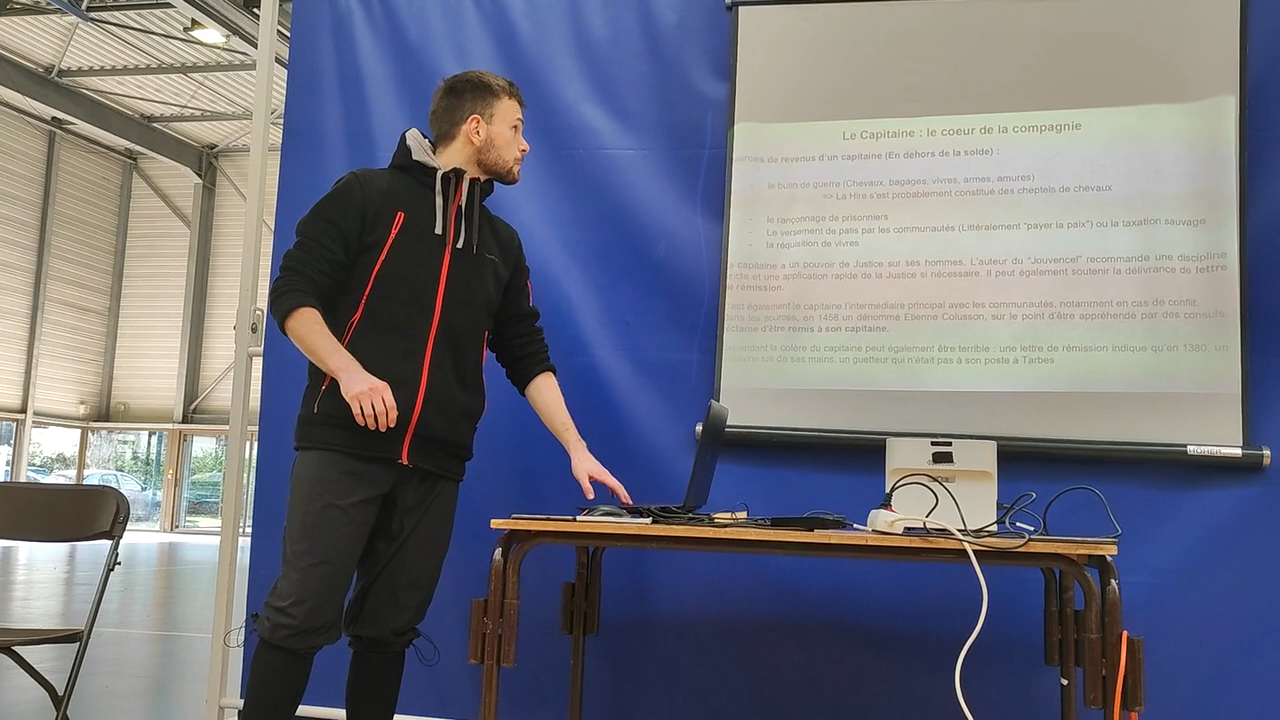 Le Capitaine : le coeur de la compagnie
urces de revenus d'un capitaine (En dehors de la solde) :
le butin de guerre (Chevaux, bagages, vivres, armes, amures)
=> La Hire s'est probablement constitué des cheptels de chevaux
- le rançonnage de prisonniers
- Le versement de patis par les communautés (Littéralement "payer la paix") ou la taxation sauvage
- la réquisition de vivres
capitaine a un pouvoir de Justice sur ses hommes. L'auteur du "Jouvencel" recommande une discipline
icte et une application rapide de la Justice si nécessaire. Il peut également soutenir la délivrance de lettre
rémission.
est également le capitaine l'intermédiaire principal avec les communautés, notamment en cas de conflit.
ans les sources, en 1458 un dénommé Etienne Colusson, sur le point d'être appréhendé par des consuls,
clame d'être remis à son capitaine.
pendant la colère du capitaine peut également être terrible : une lettre de rémission indique qu'en 1380, un
itaine tue de ses mains, un guetteur qui n'était pas à son poste à Tarbes
HÖHER